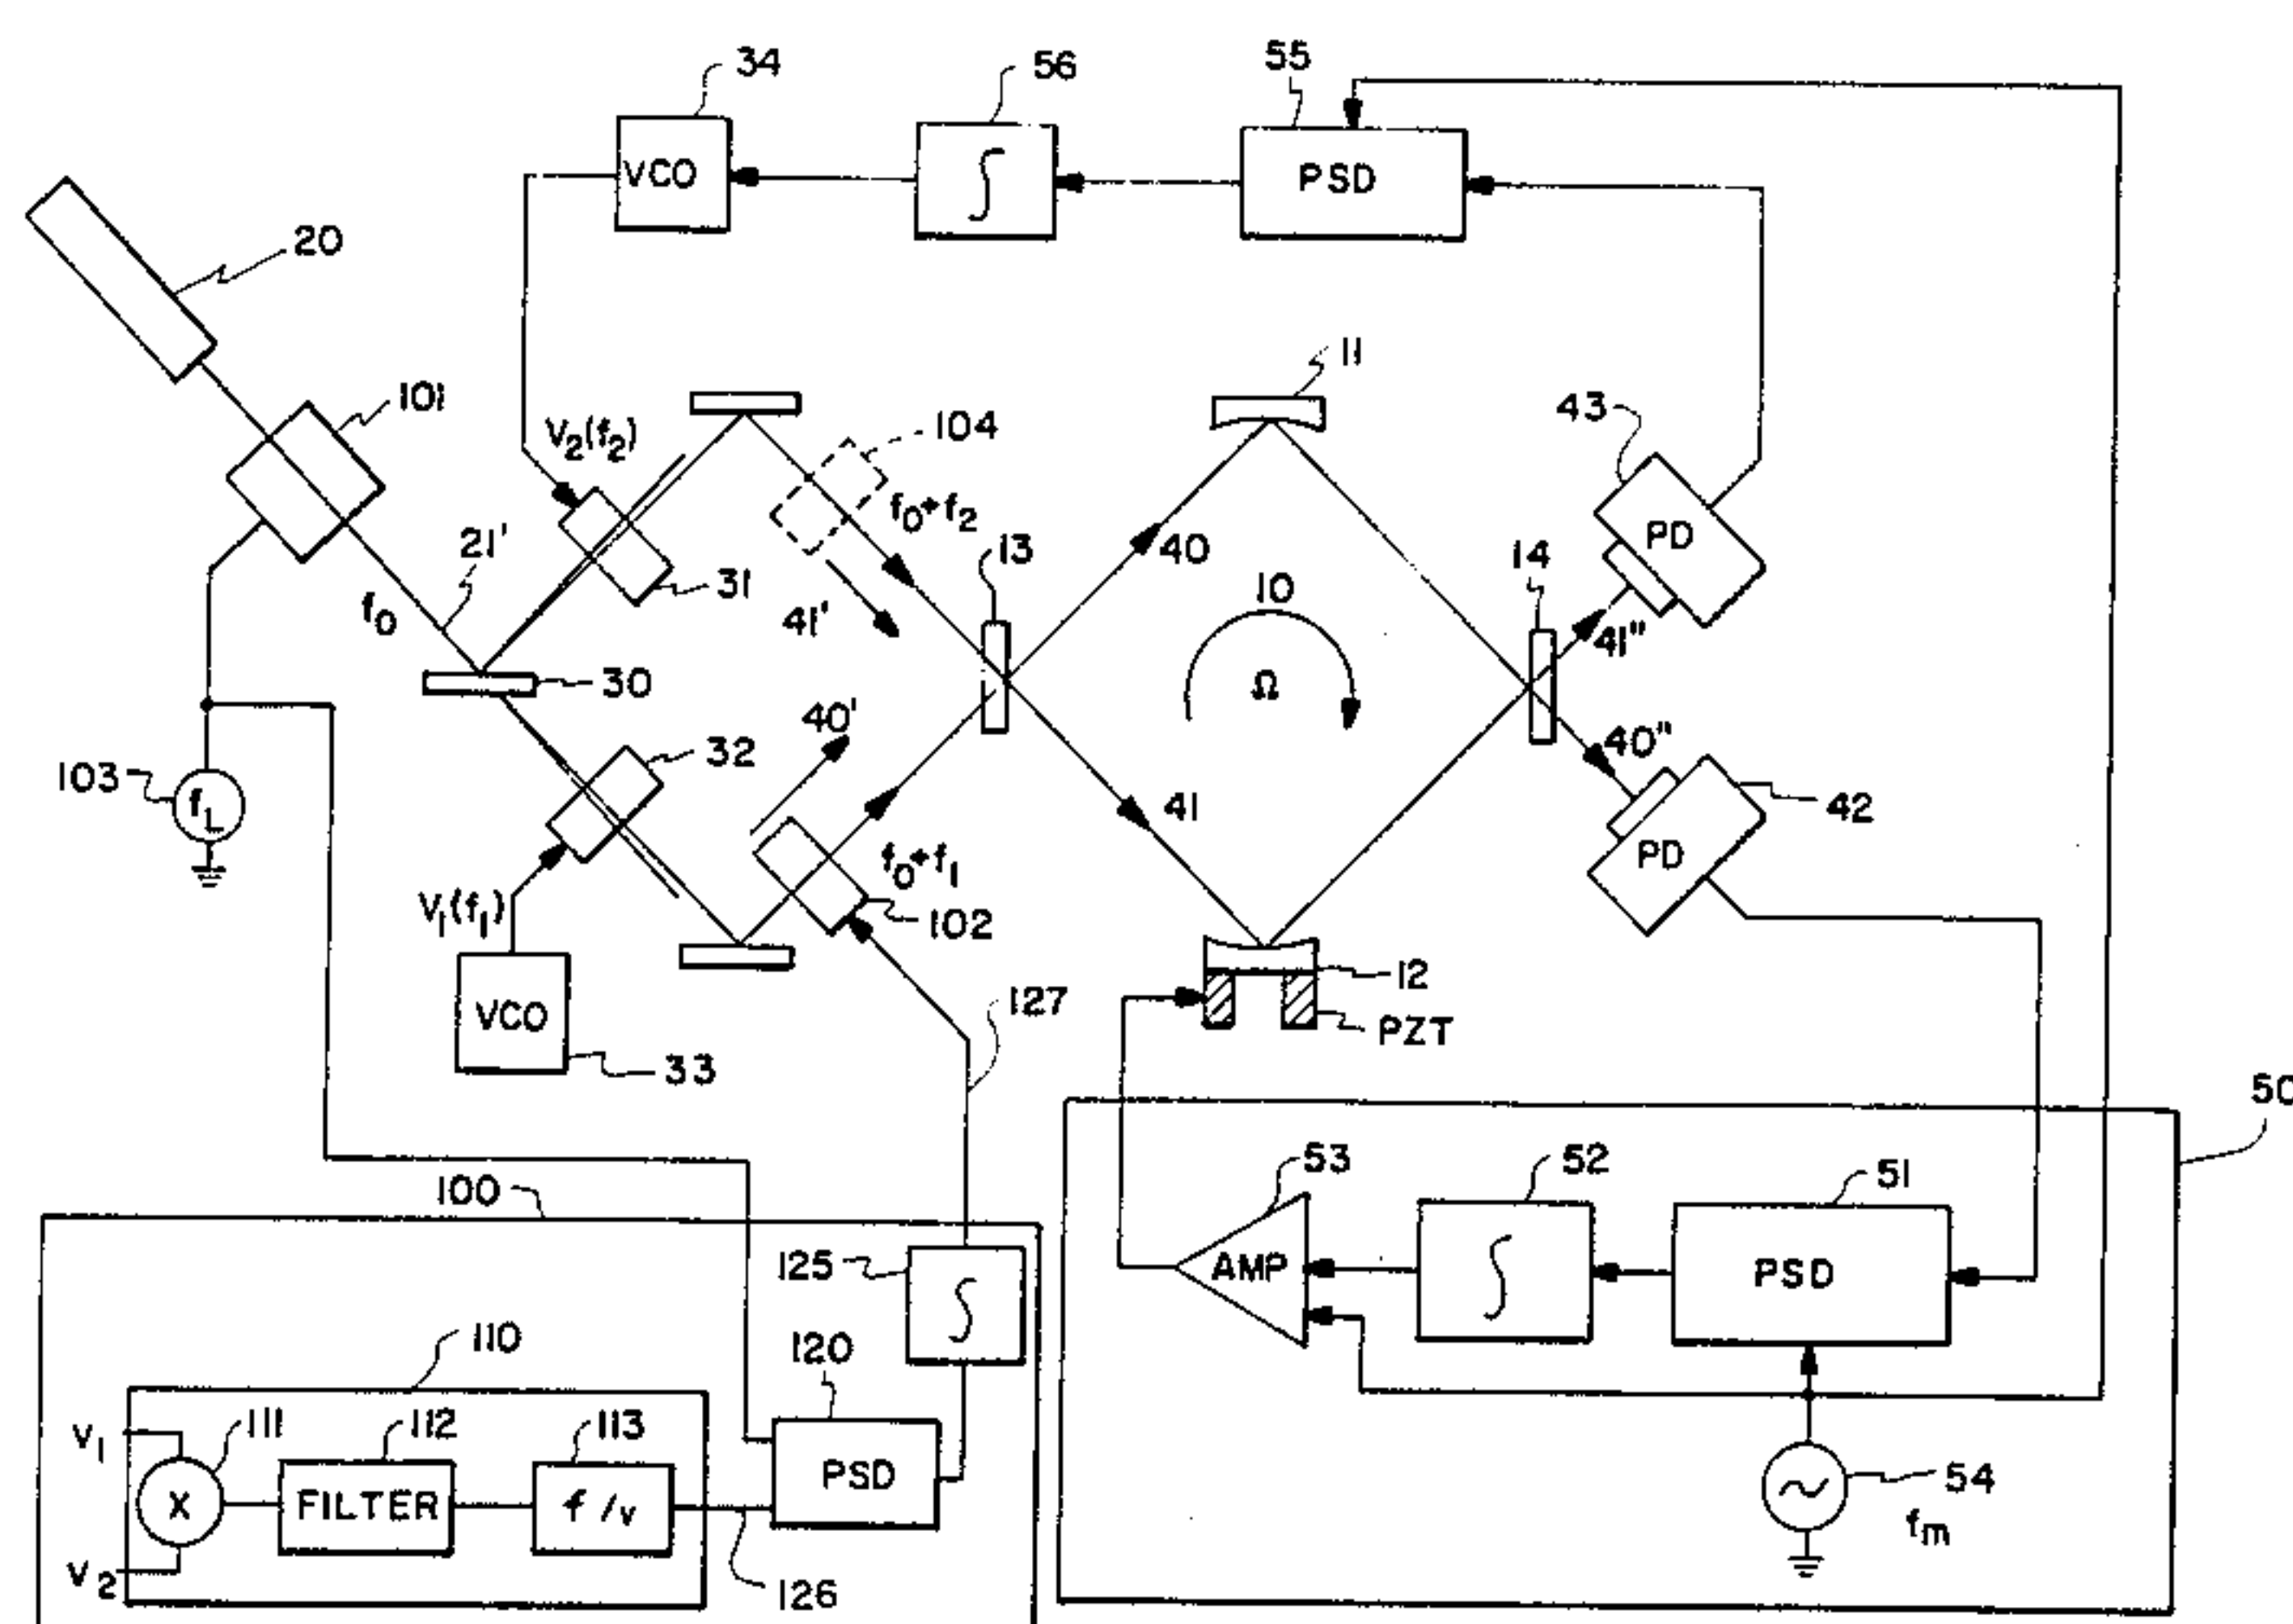 34
56
55
VCO
∫
PSD
20
101
11
43
V2(f2)
104
f0+f2
PD
21'
13
40
14
31
10
41'
f0
41"
30
Ω
40'
40"
32
103
fL
41
42
f0+f1
PD
V1(f1)
102
12
127
VCO
PZT
33
50
53
52
51
100
125
AMP
∫
PSD
∫
110
120
V1
111
112
113
PSD
X
FILTER
f/v
54
fm
V2
126